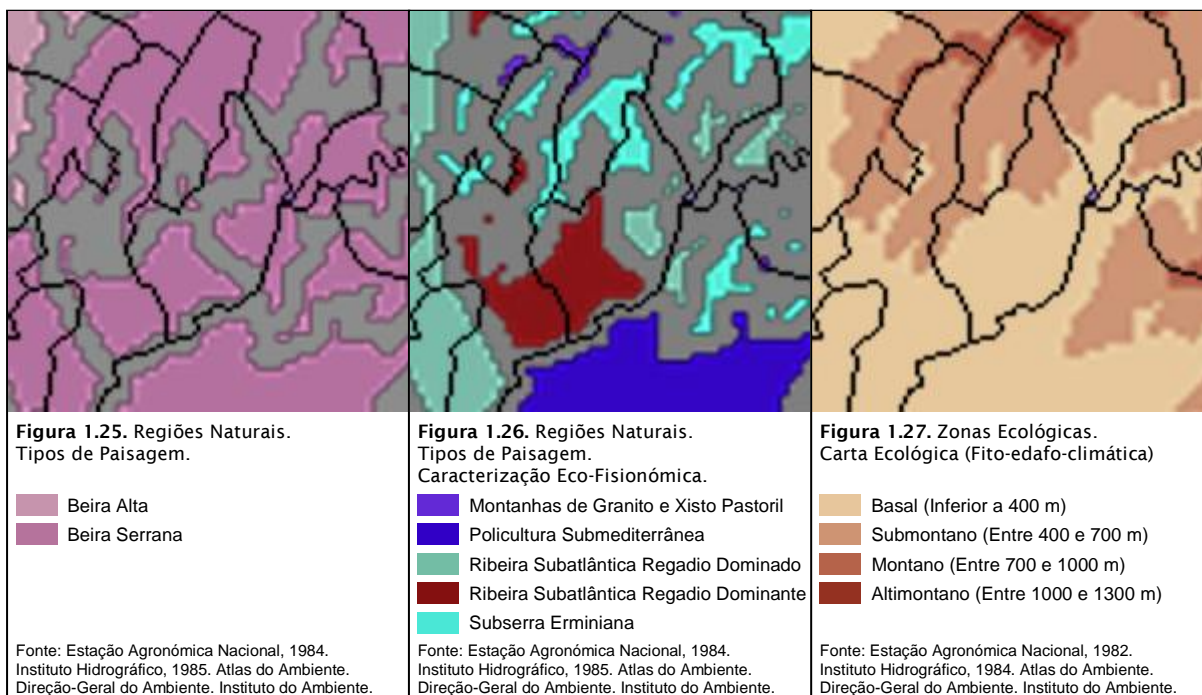 Figura 1.25. Regiões Naturais.
Tipos de Paisagem.
Beira Alta
Beira Serrana
Fonte: Estação Agronómica Nacional, 1984.
Instituto Hidrográfico, 1985. Atlas do Ambiente.
Direção-Geral do Ambiente. Instituto do Ambiente.
Figura 1.26. Regiões Naturais.
Tipos de Paisagem.
Caracterização Eco-Fisionómica.
Montanhas de Granito e Xisto Pastoril
Policultura Submediterrânea
Ribeira Subatlântica Regadio Dominado
Ribeira Subatlântica Regadio Dominante
Subserra Erminiana
Fonte: Estação Agronómica Nacional, 1984.
Instituto Hidrográfico, 1985. Atlas do Ambiente.
Direção-Geral do Ambiente. Instituto do Ambiente.
Figura 1.27. Zonas Ecológicas.
Carta Ecológica (Fito-edafo-climática)
Basal (Inferior a 400 m)
Submontano (Entre 400 e 700 m)
Montano (Entre 700 e 1000 m)
Altimontano (Entre 1000 e 1300 m)
Fonte: Estação Agronómica Nacional, 1982.
Instituto Hidrográfico, 1984. Atlas do Ambiente.
Direção-Geral do Ambiente. Instituto do Ambiente.